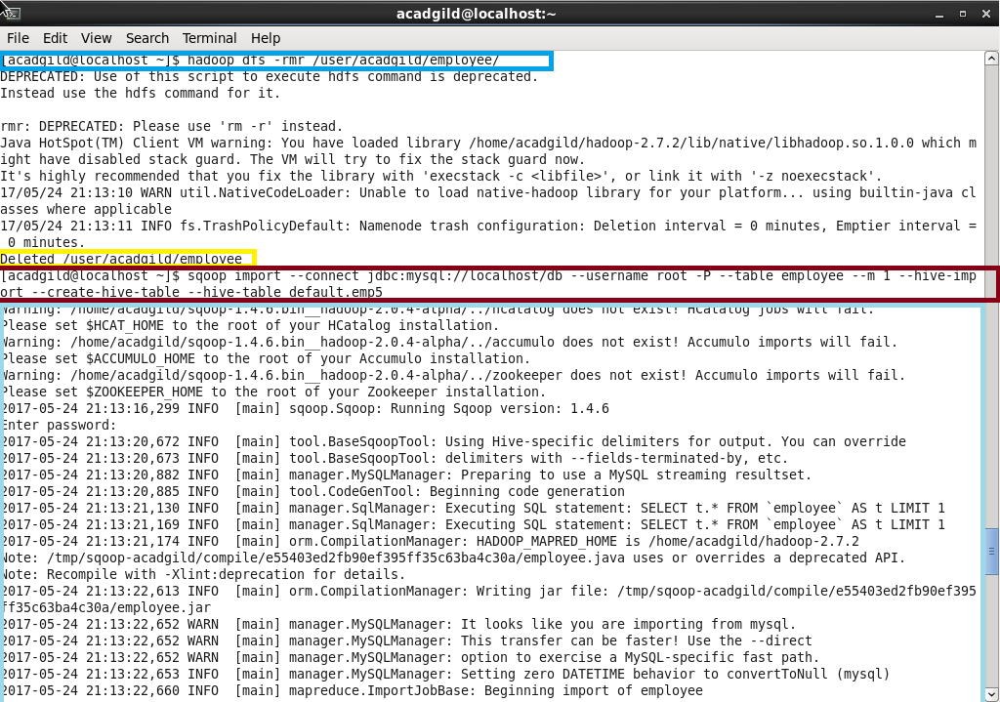 acadgild@localhost:~
File Edit View Search Terminal Help
[acadgild@localhost ~]$ hadoop dfs -rmr /user/acadgild/employee/
DEPRECATED: Use of this script to execute hdfs command is deprecated.
Instead use the hdfs command for it.
rmr: DEPRECATED: Please use 'rm -r' instead.
Java HotSpot(TM) Client VM warning: You have loaded library /home/acadgild/hadoop-2.7.2/lib/native/libhadoop.so.1.0.0 which m
ight have disabled stack guard. The VM will try to fix the stack guard now.
It's highly recommended that you fix the library with 'execstack -c <libfile>', or link it with '-z noexecstack'.
17/05/24 21:13:10 WARN util.NativeCodeLoader: Unable to load native-hadoop library for your platform... using builtin-java cl
asses where applicable
17/05/24 21:13:11 INFO fs.TrashPolicyDefault: Namenode trash configuration: Deletion interval = 0 minutes, Emptier interval =
0 minutes.
Deleted /user/acadgild/employee
[acadgild@localhost ~]$ sqoop import --connect jdbc:mysql://localhost/db --username root -P --table employee --m 1 --hive-imp
ort --create-hive-table --hive-table default.emp5
Warning: /home/acadgild/sqoop-1.4.6.bin__hadoop-2.0.4-alpha/../hcatalog does not exist! HCatalog jobs will fail.
Please set $HCAT_HOME to the root of your HCatalog installation.
Warning: /home/acadgild/sqoop-1.4.6.bin__hadoop-2.0.4-alpha/../accumulo does not exist! Accumulo imports will fail.
Please set $ACCUMULO_HOME to the root of your Accumulo installation.
Warning: /home/acadgild/sqoop-1.4.6.bin__hadoop-2.0.4-alpha/../zookeeper does not exist! Accumulo imports will fail.
Please set $ZOOKEEPER_HOME to the root of your Zookeeper installation.
2017-05-24 21:13:16,299 INFO  [main] sqoop.Sqoop: Running Sqoop version: 1.4.6
Enter password:
2017-05-24 21:13:20,672 INFO  [main] tool.BaseSqoopTool: Using Hive-specific delimiters for output. You can override
2017-05-24 21:13:20,673 INFO  [main] tool.BaseSqoopTool: delimiters with --fields-terminated-by, etc.
2017-05-24 21:13:20,882 INFO  [main] manager.MySQLManager: Preparing to use a MySQL streaming resultset.
2017-05-24 21:13:20,885 INFO  [main] tool.CodeGenTool: Beginning code generation
2017-05-24 21:13:21,130 INFO  [main] manager.SqlManager: Executing SQL statement: SELECT t.* FROM `employee` AS t LIMIT 1
2017-05-24 21:13:21,169 INFO  [main] manager.SqlManager: Executing SQL statement: SELECT t.* FROM `employee` AS t LIMIT 1
2017-05-24 21:13:21,174 INFO  [main] orm.CompilationManager: HADOOP_MAPRED_HOME is /home/acadgild/hadoop-2.7.2
Note: /tmp/sqoop-acadgild/compile/e55403ed2fb90ef395ff35c63ba4c30a/employee.java uses or overrides a deprecated API.
Note: Recompile with -Xlint:deprecation for details.
2017-05-24 21:13:22,613 INFO  [main] orm.CompilationManager: Writing jar file: /tmp/sqoop-acadgild/compile/e55403ed2fb90ef395
ff35c63ba4c30a/employee.jar
2017-05-24 21:13:22,652 WARN  [main] manager.MySQLManager: It looks like you are importing from mysql.
2017-05-24 21:13:22,652 WARN  [main] manager.MySQLManager: This transfer can be faster! Use the --direct
2017-05-24 21:13:22,652 WARN  [main] manager.MySQLManager: option to exercise a MySQL-specific fast path.
2017-05-24 21:13:22,653 INFO  [main] manager.MySQLManager: Setting zero DATETIME behavior to convertToNull (mysql)
2017-05-24 21:13:22,660 INFO  [main] mapreduce.ImportJobBase: Beginning import of employee